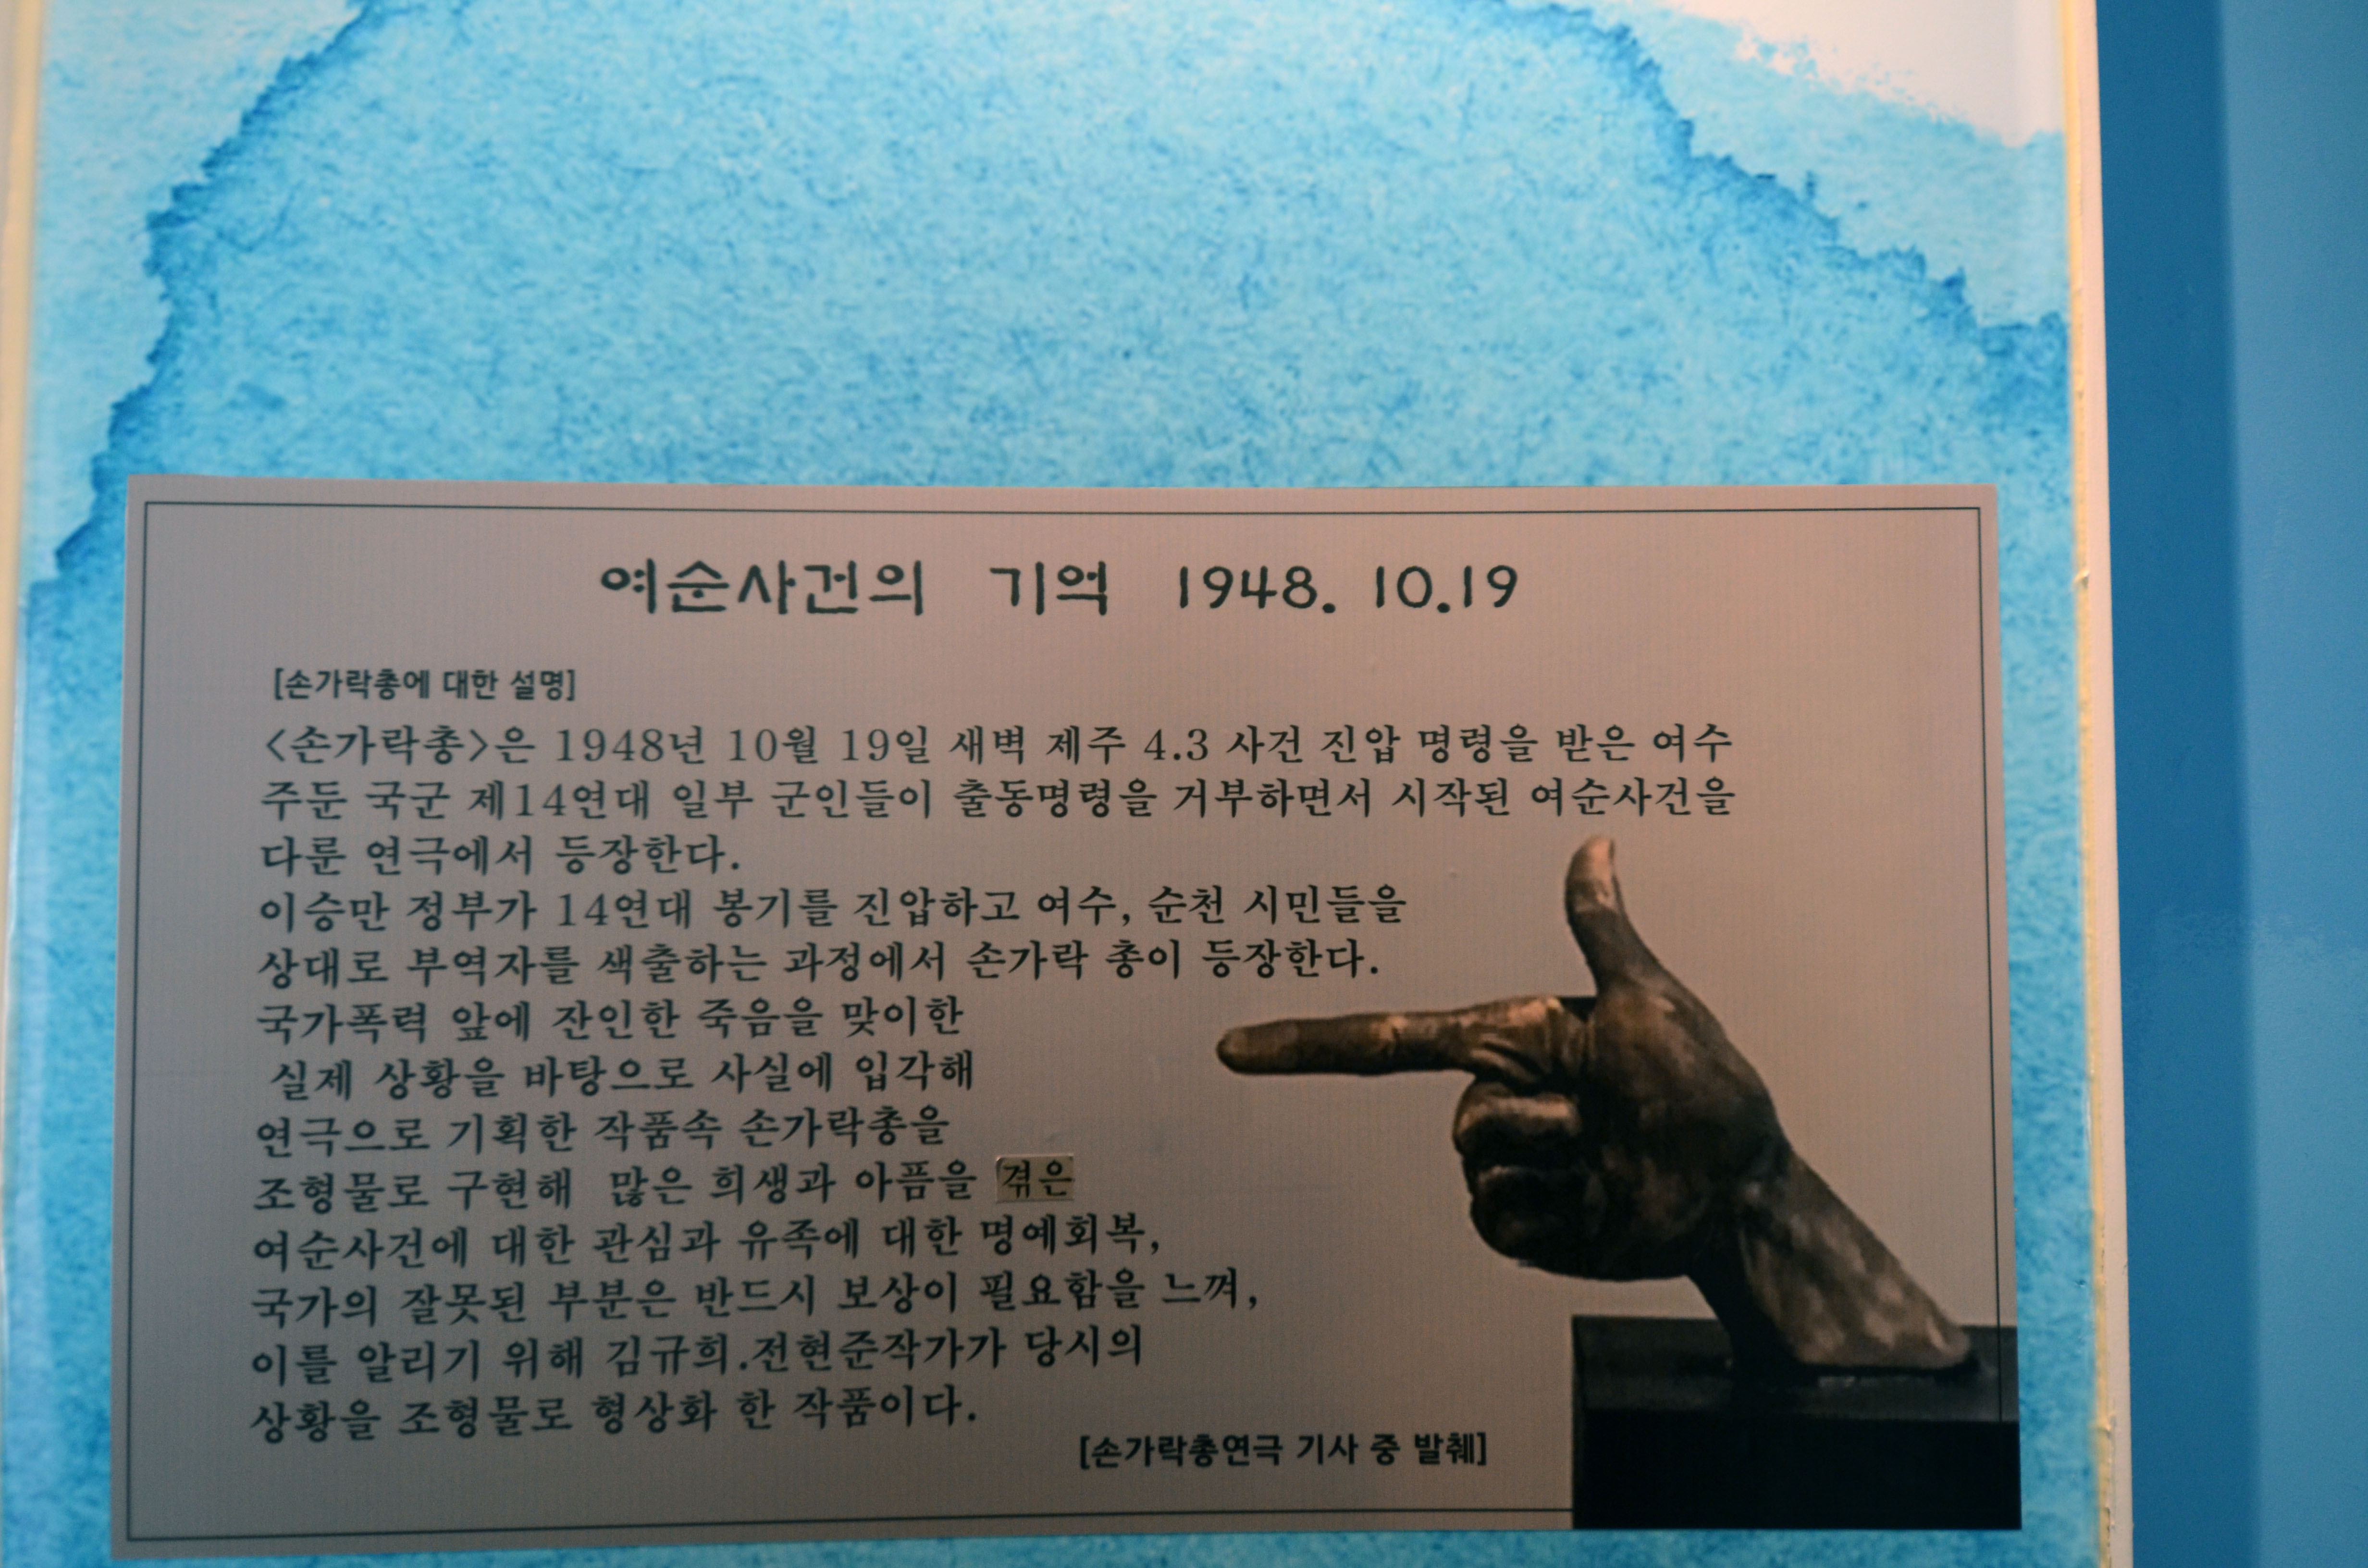 여순사건의 기억 1948. 10.19
[손가락총에 대한 설명]
<손가락총>은 1948년 10월 19일 새벽 제주 4.3 사건 진압 명령을 받은 여수
주둔 국군 제14연대 일부 군인들이 출동명령을 거부하면서 시작된 여순사건을
다룬 연극에서 등장한다.
이승만 정부가 14연대 봉기를 진압하고 여수, 순천 시민들을
상대로 부역자를 색출하는 과정에서 손가락 총이 등장한다.
국가폭력 앞에 잔인한 죽음을 맞이한
실제 상황을 바탕으로 사실에 입각해
연극으로 기획한 작품속 손가락총을
조형물로 구현해 많은 희생과 아픔을 겪은
여순사건에 대한 관심과 유족에 대한 명예회복,
국가의 잘못된 부분은 반드시 보상이 필요함을 느껴,
이를 알리기 위해 김규희.전현준작가가 당시의
상황을 조형물로 형상화 한 작품이다.
[손가락총연극 기사 중 발췌]